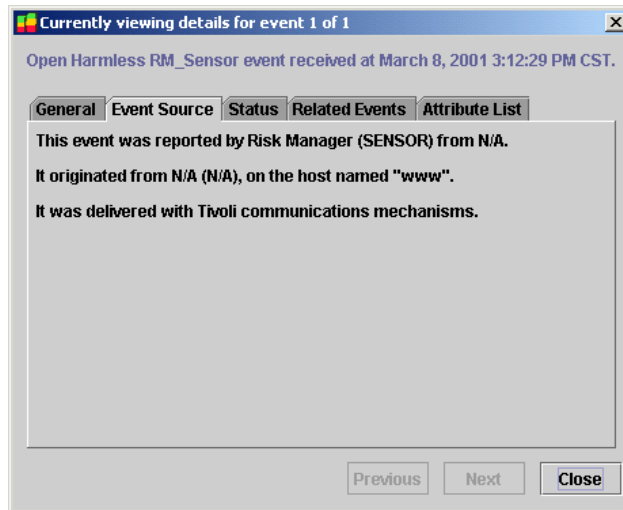 Currently viewing details for event 1 of 1
Open Harmless RM_Sensor event received at March 8, 2001 3:12:29 PM CST.
General Event Source Status Related Events Attribute List
This event was reported by Risk Manager (SENSOR) from N/A.
It originated from N/A (N/A), on the host named "www".
It was delivered with Tivoli communications mechanisms.
Previous Next Close